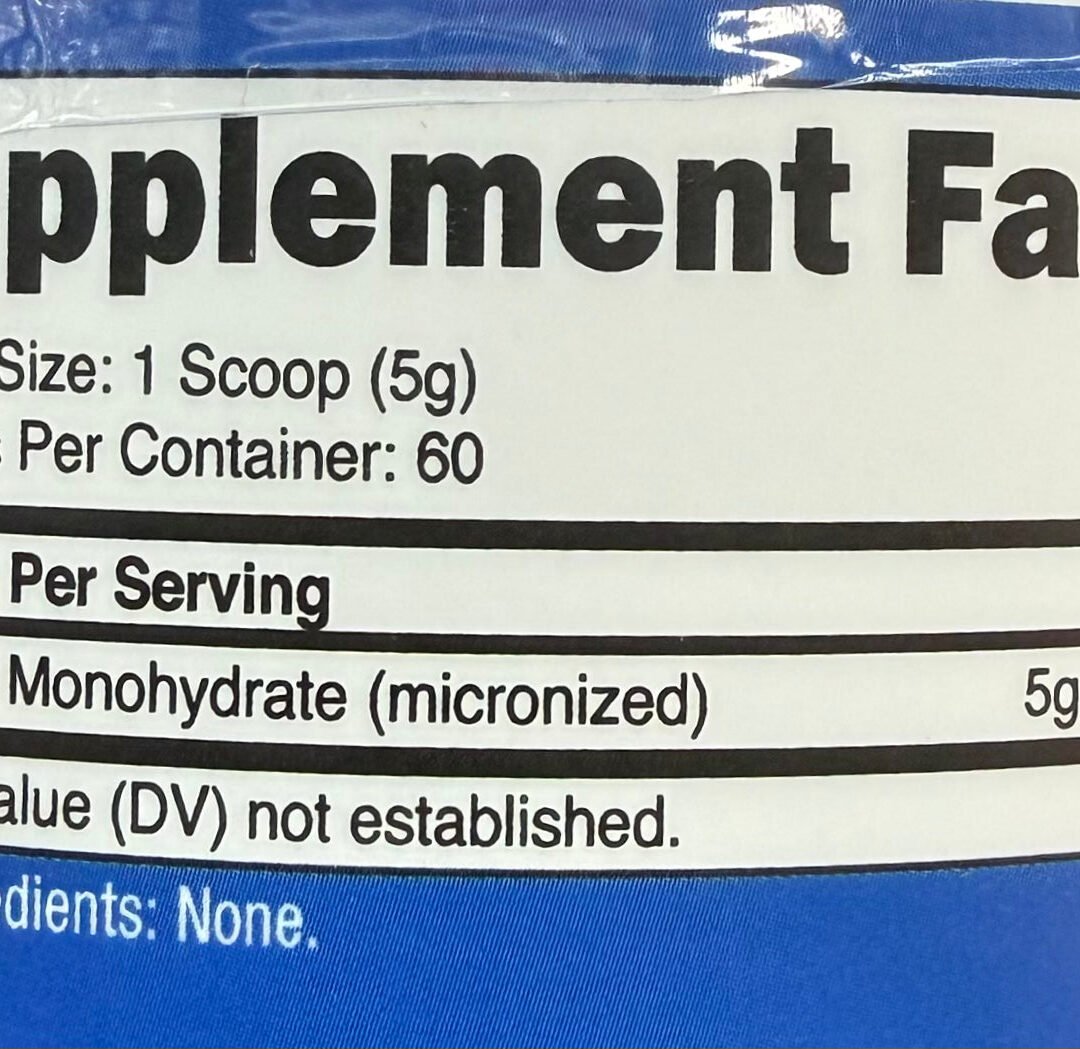 pplement Fa
Size: 1 Scoop (5g)
s Per Container: 60
Per Serving
Monohydrate (micronized) 5g
alue (DV) not established.
dients: None.